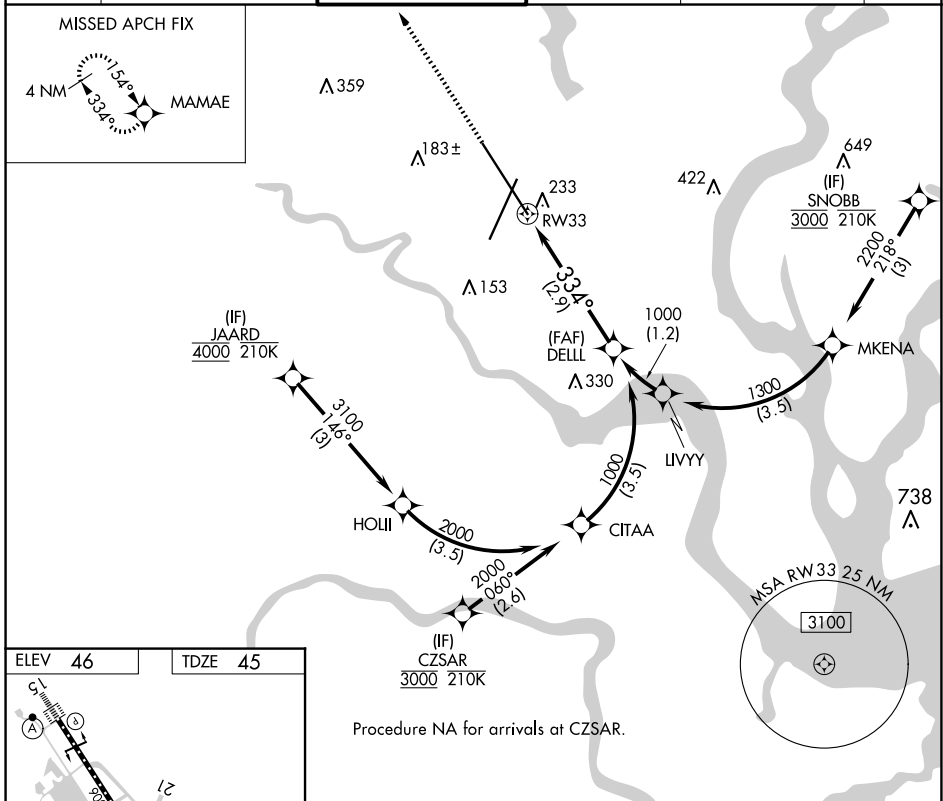 MISSED APCH FIX
4 NM
154°
334°
MAMAE
359
183±
233
RW33
422
649
(IF)
SNOBB
3000 210K
2200
218°
(3)
153
334°
(2.9)
(IF)
JAARD
4000 210K
(FAF)
DELLL
1000
(1.2)
MKENA
330
1300
(3.5)
3100
146°
(3)
LIVYY
1000
(3.5)
738
HOLII
2000
(3.5)
CITAA
2000
060°
(2.6)
MSA RW33 25 NM
3100
(IF)
CZSAR
3000 210K
ELEV 46
TDZE 45
Procedure NA for arrivals at CZSAR.
15
A
P
21